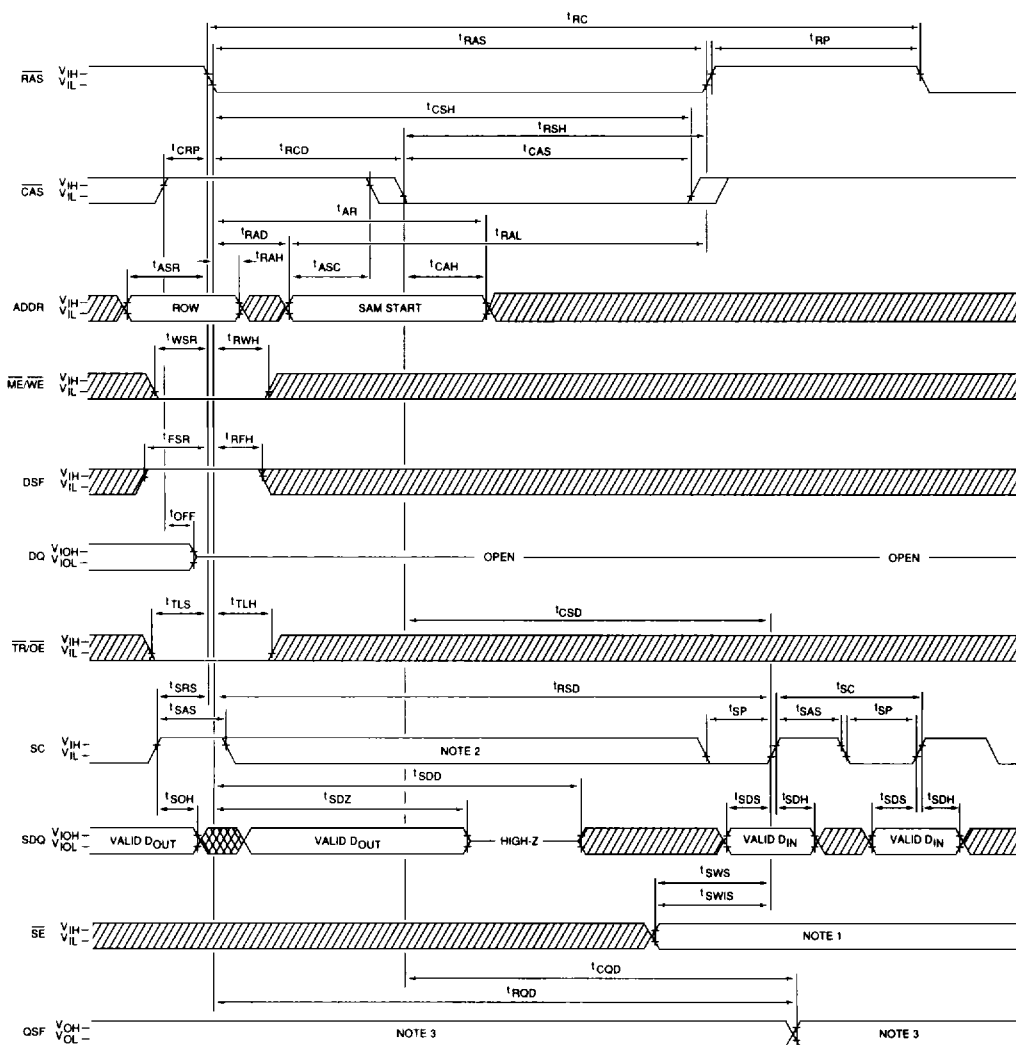 tRC
tRAS
tRP
RAS VIH VIL
tCSH
tRSH
tCRP
tRCD
tCAS
CAS VIH VIL
tAR
tRAD
tRAL
tASR
tRAH
tASC
tCAH
ADDR VIH VIL
ROW
SAM START
tWSR
tRWH
ME/WE VIH VIL
tFSR
tRFH
DSF VIH VIL
tOFF
DQ VIOH VIOL
OPEN
OPEN
tTLS
tTLH
tCSD
TR/OE VIH VIL
tSRS
tRSD
tSC
tSAS
tSP
tSAS
tSP
SC VIH VIL
NOTE 2
tSDD
tSOH
tSDZ
tSDS
tSDH
tSDS
tSDH
SDQ VIOH VIOL
VALID DOUT
VALID DOUT
HIGH-Z
VALID DIN
VALID DIN
tSWS
tSWIS
SE VIH VIL
NOTE 1
tCQD
tRQD
QSF VOH VOL
NOTE 3
NOTE 3